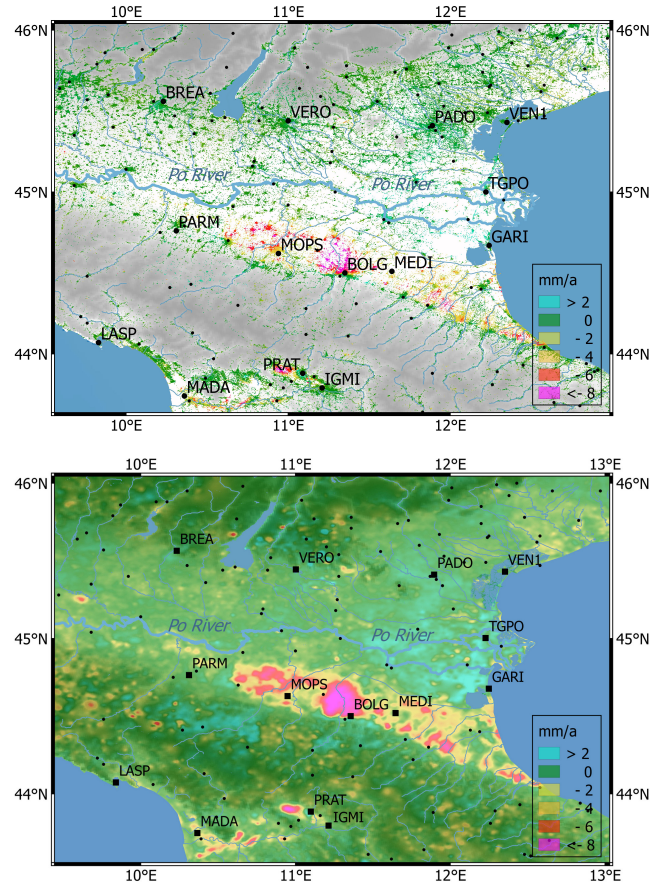 10°E 11°E 12°E
46°N 46°N
BREA
VERO PADO VEN1
Po River Po River TGPO
45°N 45°N
PARM
MOPS GARI
BOLG MEDI
mm/a
> 2
0
- 2
- 4
- 6
<- 8
LASP
44°N 44°N
PRAT
MADA IGMI
10°E 11°E 12°E
10°E 11°E 12°E 13°E
46°N 46°N
BREA
VERO PADO VEN1
Po River Po River TGPO
45°N 45°N
PARM
MOPS GARI
BOLG MEDI
mm/a
> 2
0
- 2
- 4
- 6
<- 8
LASP
44°N 44°N
PRAT
MADA IGMI
10°E 11°E 12°E 13°E